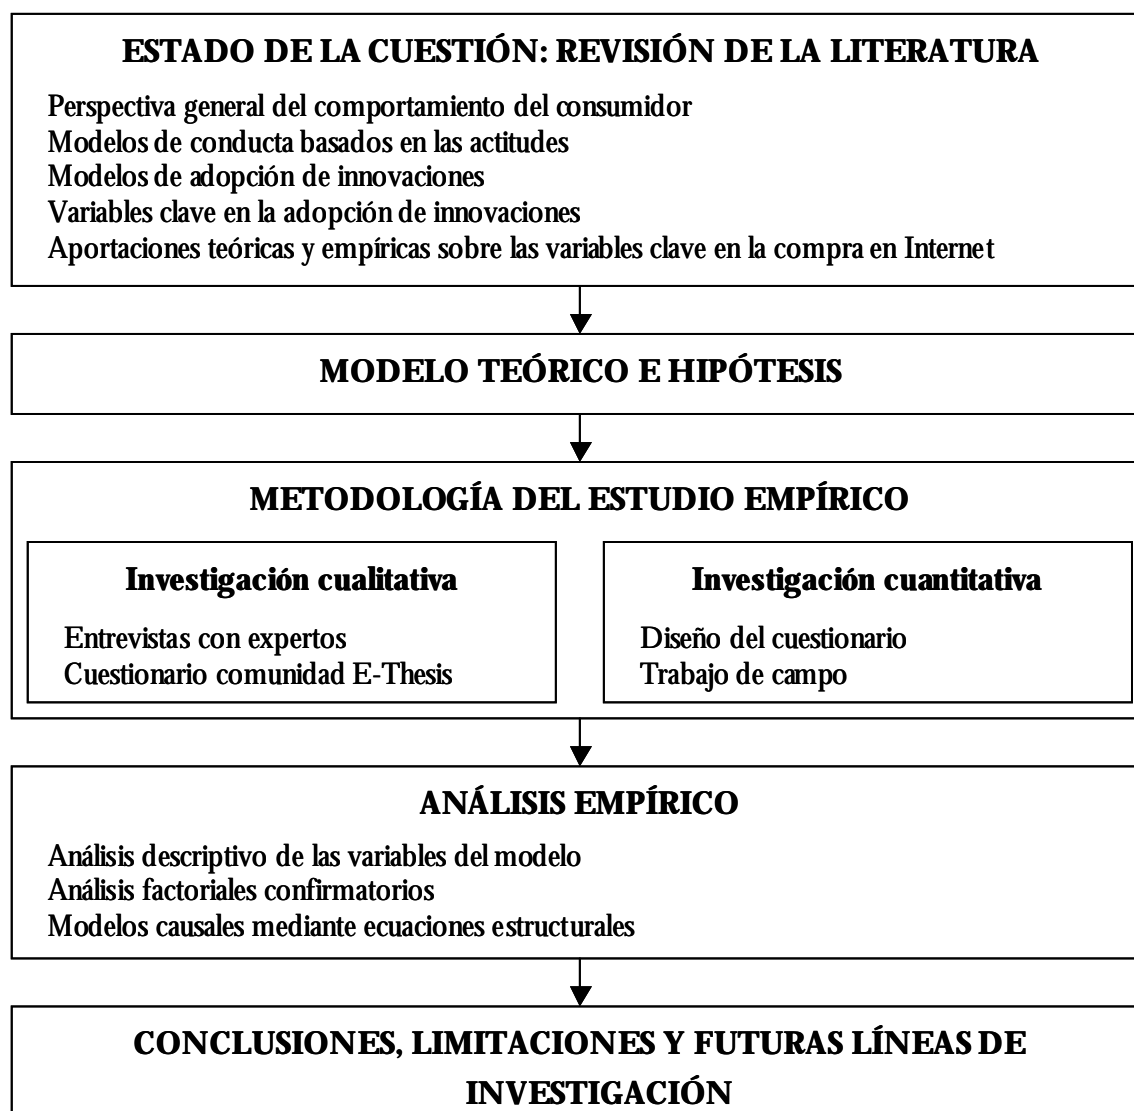 ESTADO DE LA CUESTIÓN: REVISIÓN DE LA LITERATURA
Perspectiva general del comportamiento del consumidor
Modelos de conducta basados en las actitudes
Modelos de adopción de innovaciones
Variables clave en la adopción de innovaciones
Aportaciones teóricas y empíricas sobre las variables clave en la compra en Internet
MODELO TEÓRICO E HIPÓTESIS
METODOLOGÍA DEL ESTUDIO EMPÍRICO
Investigación cualitativa
Entrevistas con expertos
Cuestionario comunidad E-Thesis
Investigación cuantitativa
Diseño del cuestionario
Trabajo de campo
ANÁLISIS EMPÍRICO
Análisis descriptivo de las variables del modelo
Análisis factoriales confirmatorios
Modelos causales mediante ecuaciones estructurales
CONCLUSIONES, LIMITACIONES Y FUTURAS LÍNEAS DE
INVESTIGACIÓN